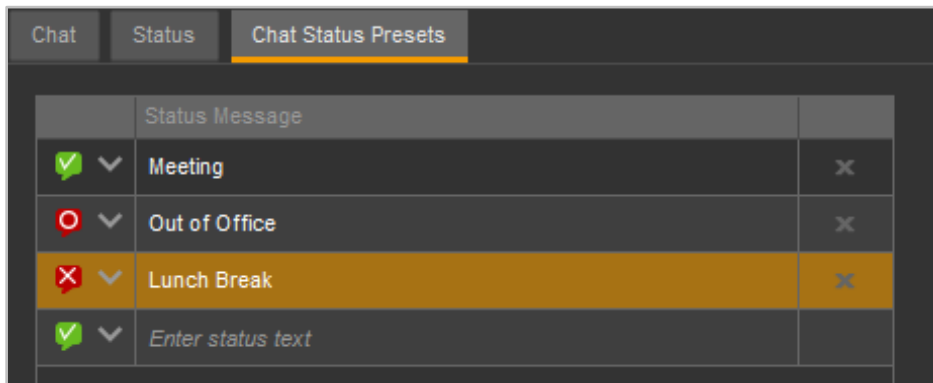 Chat Status Chat Status Presets
Status Message
Meeting
Out of Office
Lunch Break
Enter status text